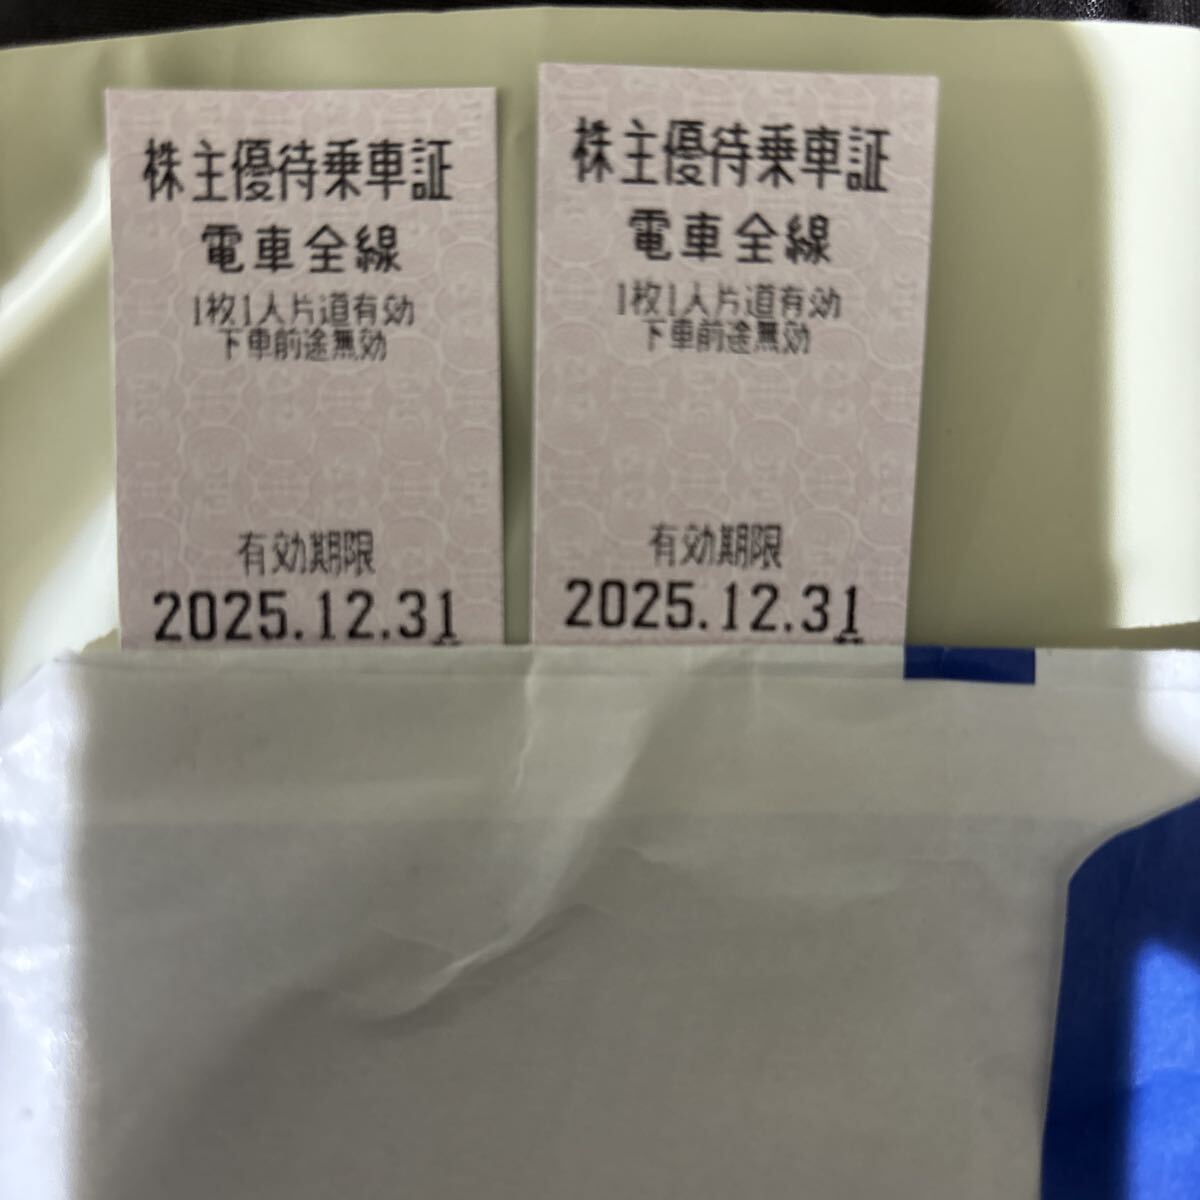 株主優待乗車証
電車全線
1枚1人片道有効
下車前途無効
有効期限
2025.12.31
株主優待乗車証
電車全線
1枚1人片道有効
下車前途無効
有効期限
2025.12.31